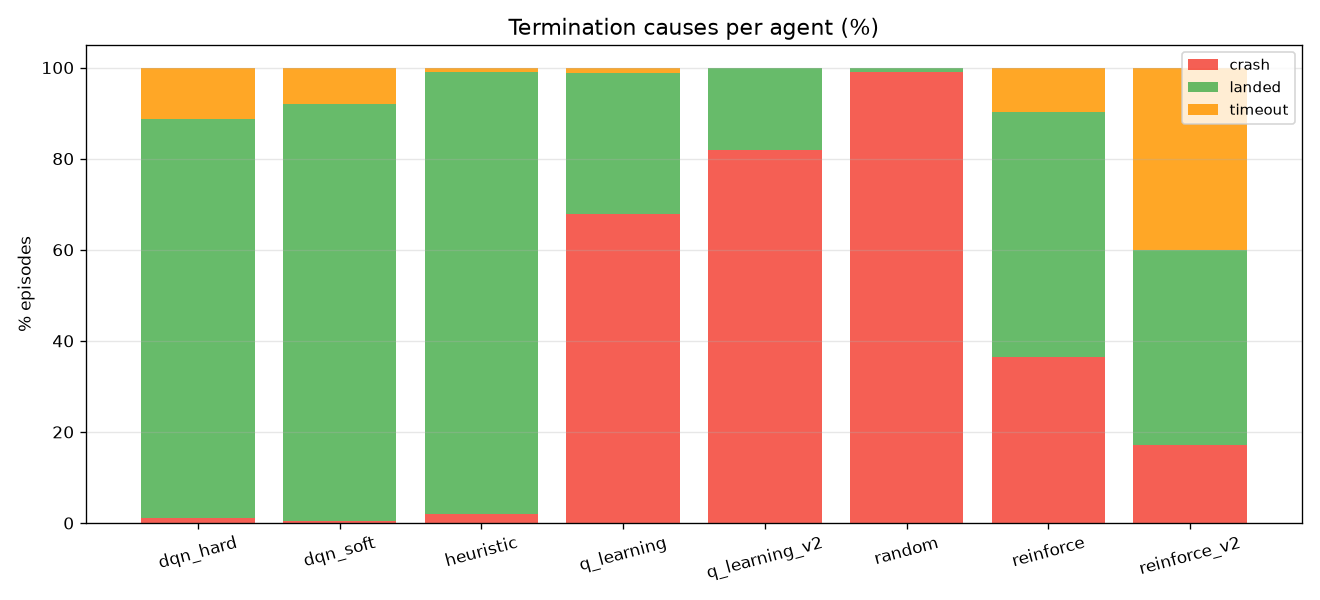 Termination causes per agent (%)
crash
landed
timeout
% episodes
100
80
60
40
20
0
dqn_hard
dqn_soft
heuristic
q_learning
q_learning_v2
random
reinforce
reinforce_v2